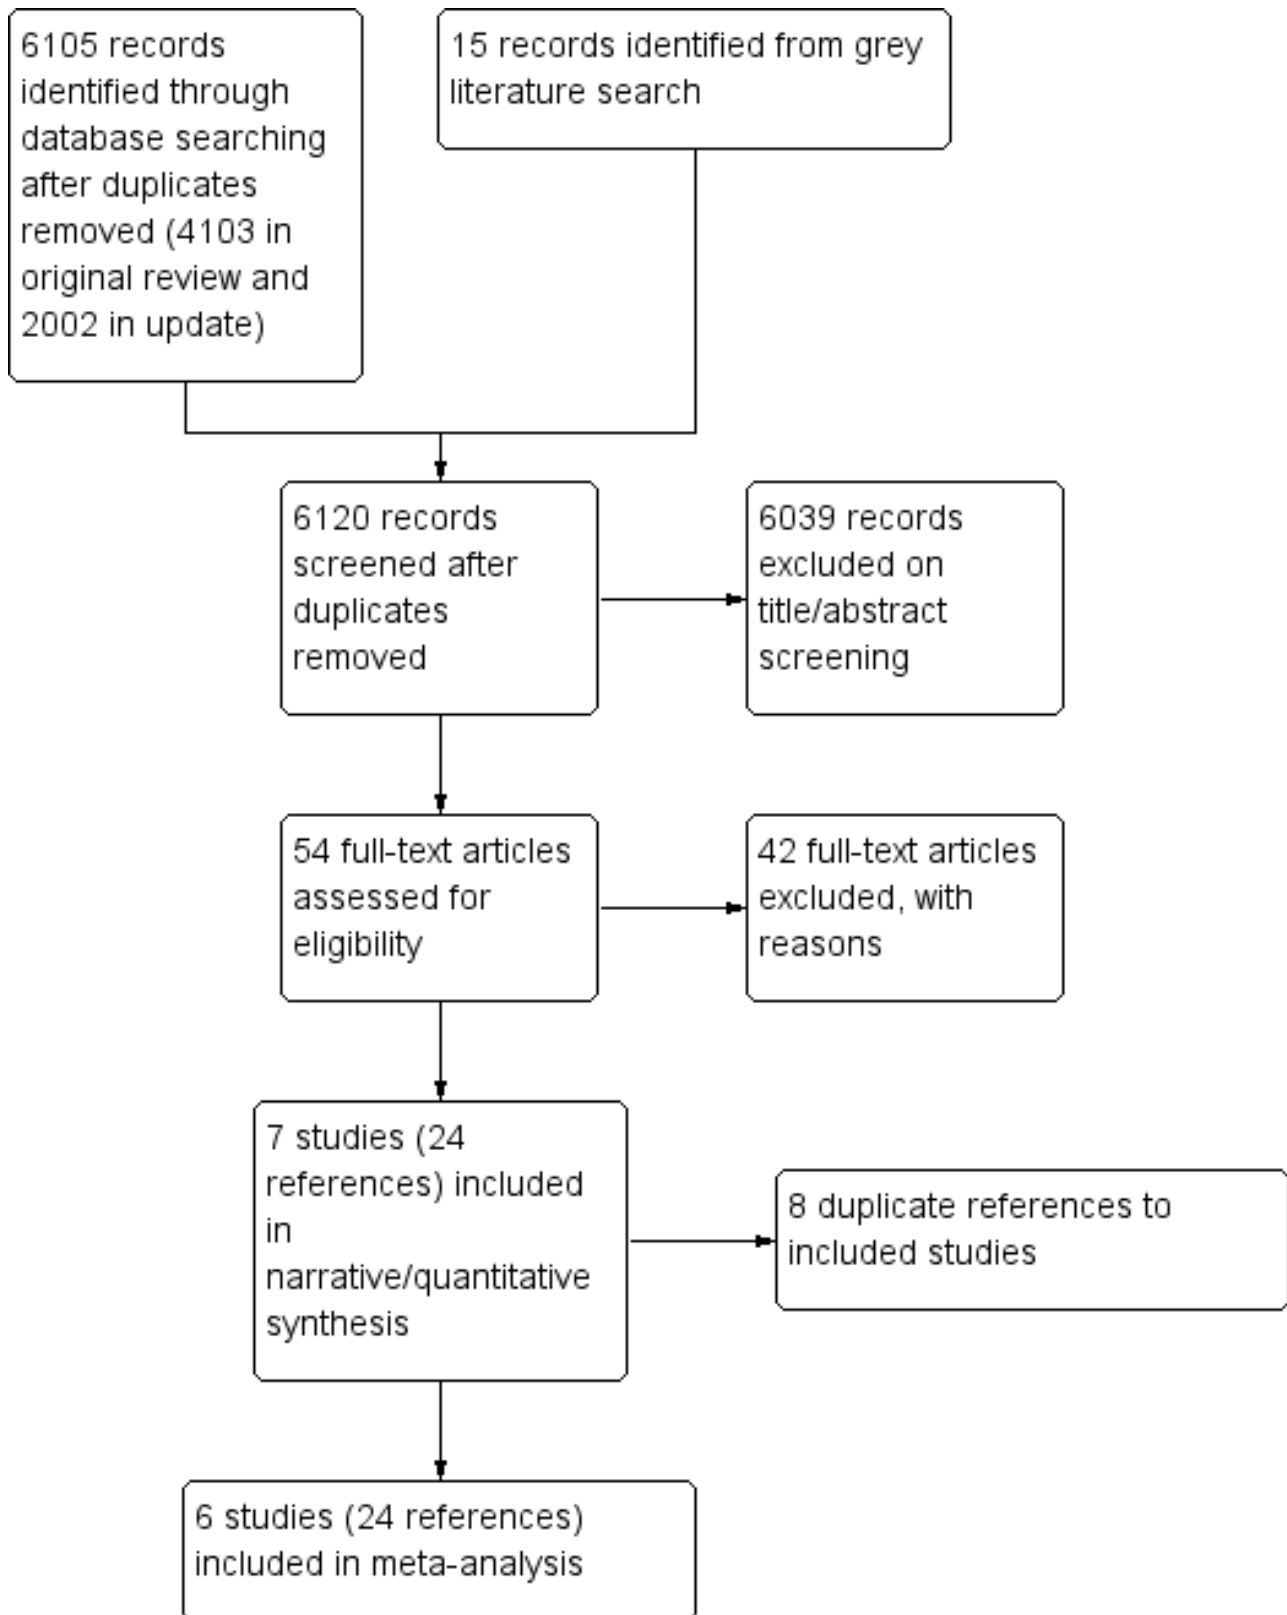 6105 records
identified through
database searching
after duplicates
removed (4103 in
original review and
2002 in update)
15 records identified from grey
literature search
6120 records
screened after
duplicates
removed
6039 records
excluded on
title/abstract
screening
54 full-text articles
assessed for
eligibility
42 full-text articles
excluded, with
reasons
7 studies (24
references) included
in
narrative/quantitative
synthesis
8 duplicate references to
included studies
6 studies (24 references)
included in meta-analysis